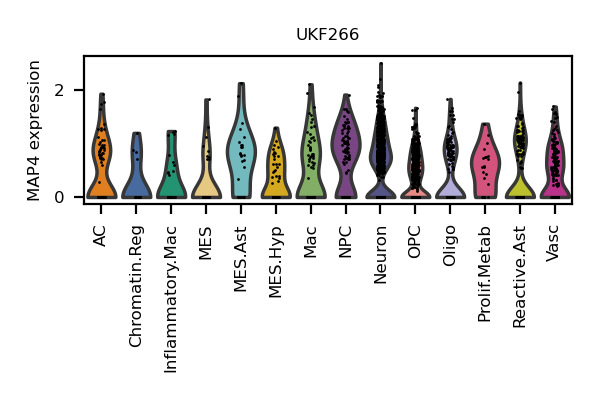 UKF266
MAP4 expression
2
0
AC
Chromatin.Reg
Inflammatory.Mac
MES
MES.Ast
MES.Hyp
Mac
NPC
Neuron
OPC
Oligo
Prolif.Metab
Reactive.Ast
Vasc